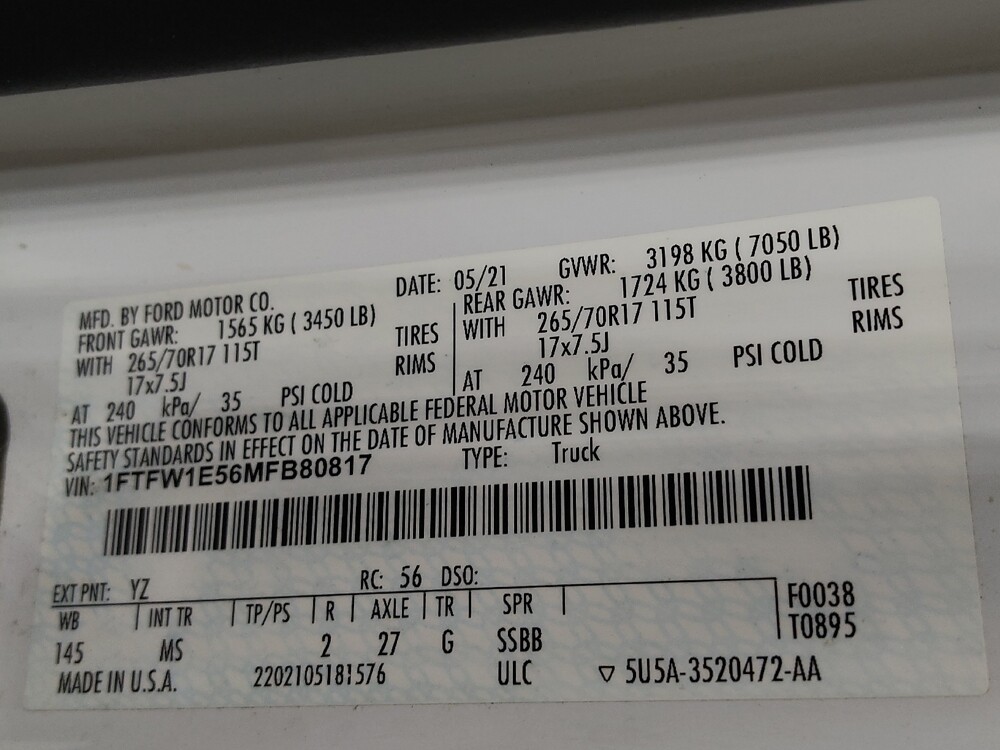 MFD. BY FORD MOTOR CO. DATE: 05/21 GVWR: 3198 KG ( 7050 LB)
FRONT GAWR: 1565 KG ( 3450 LB) REAR GAWR: 1724 KG ( 3800 LB)
WITH 265/70R17 115T TIRES WITH 265/70R17 115T TIRES
17x7.5J RIMS 17x7.5J RIMS
AT 240 kPa/ 35 PSI COLD AT 240 kPa/ 35 PSI COLD
THIS VEHICLE CONFORMS TO ALL APPLICABLE FEDERAL MOTOR VEHICLE
SAFETY STANDARDS IN EFFECT ON THE DATE OF MANUFACTURE SHOWN ABOVE.
VIN: 1FTFW1E56MFB80817 TYPE: Truck
EXT PNT: YZ RC: 56 DSO:
WB INT TR TP/PS R AXLE TR SPR F0038
T0895
145 MS 2 27 G SSBB
MADE IN U.S.A. 2202105181576 ULC ▽ 5U5A-3520472-AA